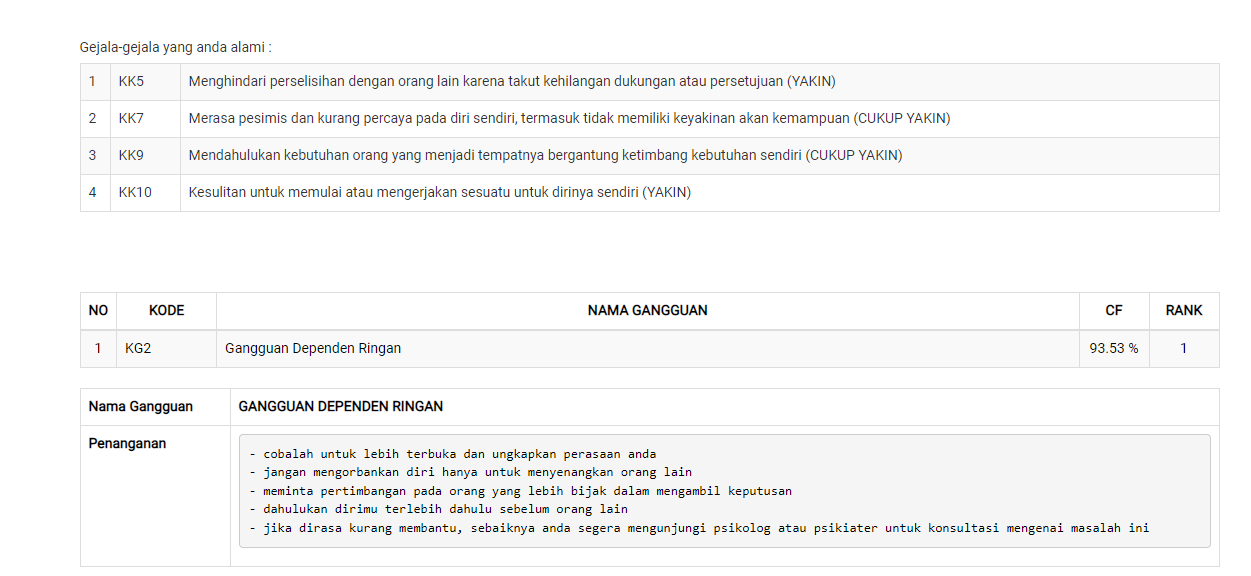 Gejala-gejala yang anda alami :
1 KK5 Menghindari perselisihan dengan orang lain karena takut kehilangan dukungan atau persetujuan (YAKIN)
2 KK7 Merasa pesimis dan kurang percaya pada diri sendiri, termasuk tidak memiliki keyakinan akan kemampuan (CUKUP YAKIN)
3 KK9 Mendahulukan kebutuhan orang yang menjadi tempatnya bergantung ketimbang kebutuhan sendiri (CUKUP YAKIN)
4 KK10 Kesulitan untuk memulai atau mengerjakan sesuatu untuk dirinya sendiri (YAKIN)
NO KODE NAMA GANGGUAN CF RANK
1 KG2 Gangguan Dependen Ringan 93.53 % 1
Nama Gangguan GANGGUAN DEPENDEN RINGAN
Penanganan
- cobalah untuk lebih terbuka dan ungkapkan perasaan anda
- jangan mengorbankan diri hanya untuk menyenangkan orang lain
- meminta pertimbangan pada orang yang lebih bijak dalam mengambil keputusan
- dahulukan dirimu terlebih dahulu sebelum orang lain
- jika dirasa kurang membantu, sebaiknya anda segera mengunjungi psikolog atau psikiater untuk konsultasi mengenai masalah ini